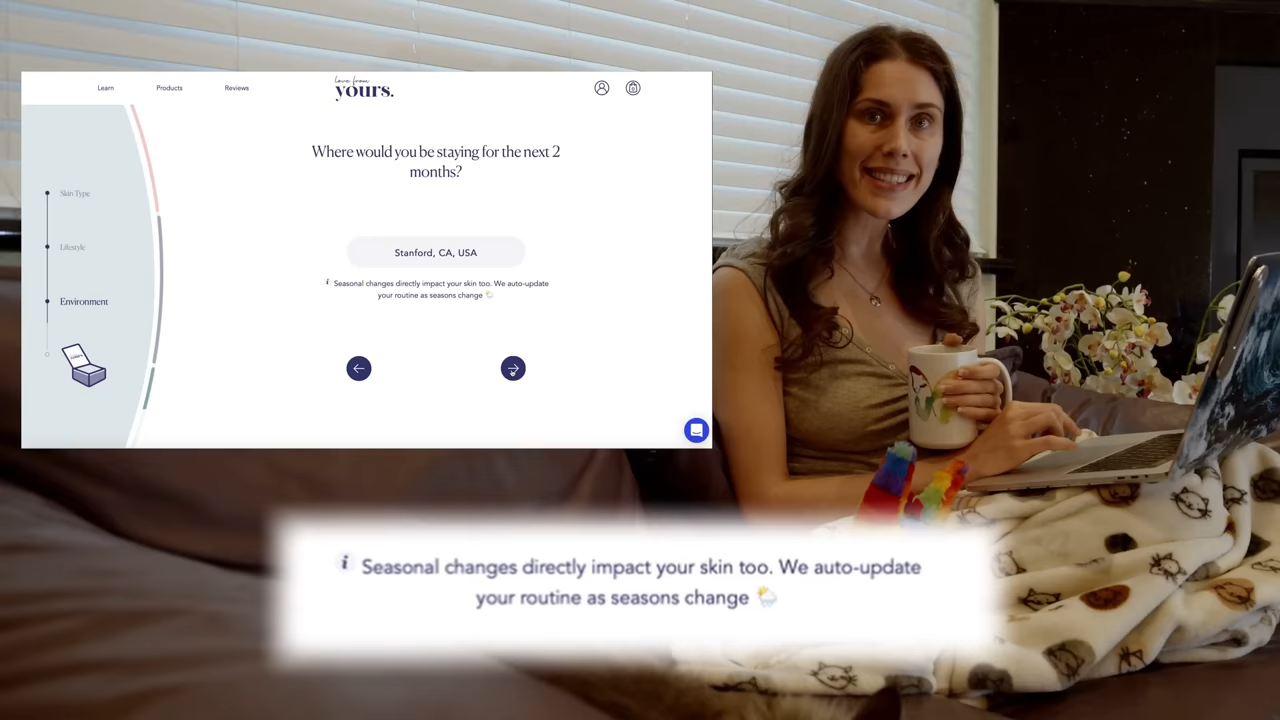 Learn
Products
Reviews
love from
yours.
Where would you be staying for the next 2
months?
Skin Type
Lifestyle
Environment
Stanford, CA, USA
i Seasonal changes directly impact your skin too. We auto-update
your routine as seasons change 🌦️
i Seasonal changes directly impact your skin too. We auto-update
your routine as seasons change 🌦️